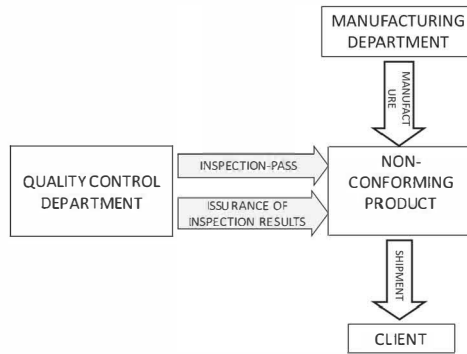 MANUFACTURING
DEPARTMENT
MANUFACT
URE
QUALITY CONTROL
DEPARTMENT
INSPECTION-PASS
ISSURANCE OF
INSPECTION RESULTS
NON-
CONFORMING
PRODUCT
SHIPMENT
CLIENT